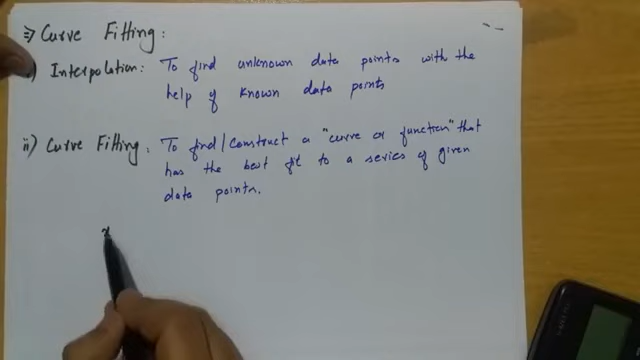 ⇒ Curve Fitting:
i) Interpolation: To find unknown data points with the
help of known data points
ii) Curve Fitting: To find/construct a "curve or function" that
has the best fit to a series of given
data points.
x